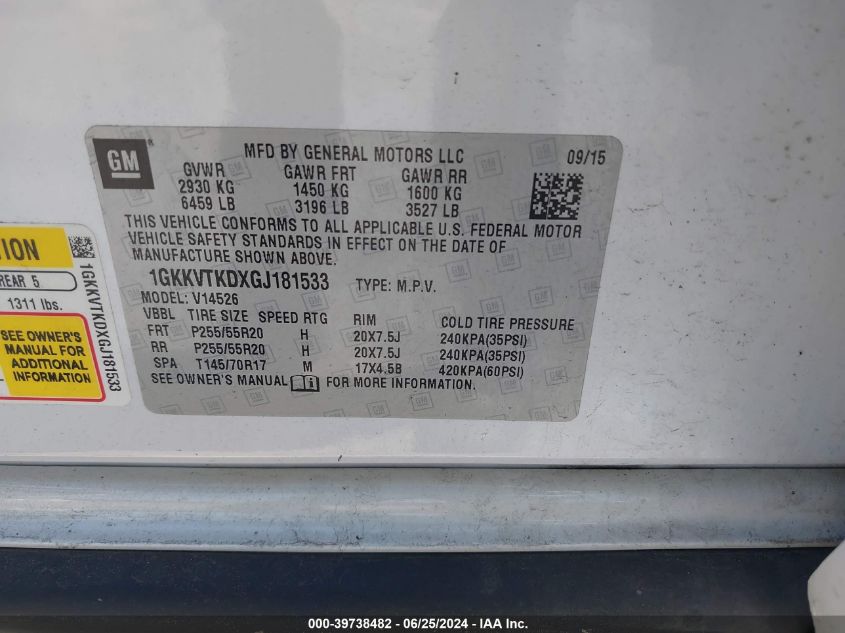 GM
MFD BY GENERAL MOTORS LLC 09/15
GVWR GAWR FRT GAWR RR
2930 KG 1450 KG 1600 KG
6459 LB 3196 LB 3527 LB
THIS VEHICLE CONFORMS TO ALL APPLICABLE U.S. FEDERAL MOTOR
VEHICLE SAFETY STANDARDS IN EFFECT ON THE DATE OF
MANUFACTURE SHOWN ABOVE.
1GKKVTKDXGJ181533 TYPE: M.P.V.
MODEL: V14526
VBBL TIRE SIZE SPEED RTG RIM COLD TIRE PRESSURE
FRT P255/55R20 H 20X7.5J 240KPA(35PSI)
RR P255/55R20 H 20X7.5J 240KPA(35PSI)
SPA T145/70R17 M 17X4.5B 420KPA(60PSI)
SEE OWNER'S MANUAL FOR MORE INFORMATION.
REAR 5
1311 lbs.
SEE OWNER'S
MANUAL FOR
ADDITIONAL
INFORMATION
1GKKVTKDXGJ181533
000-39738482 - 06/25/2024 - IAA Inc.